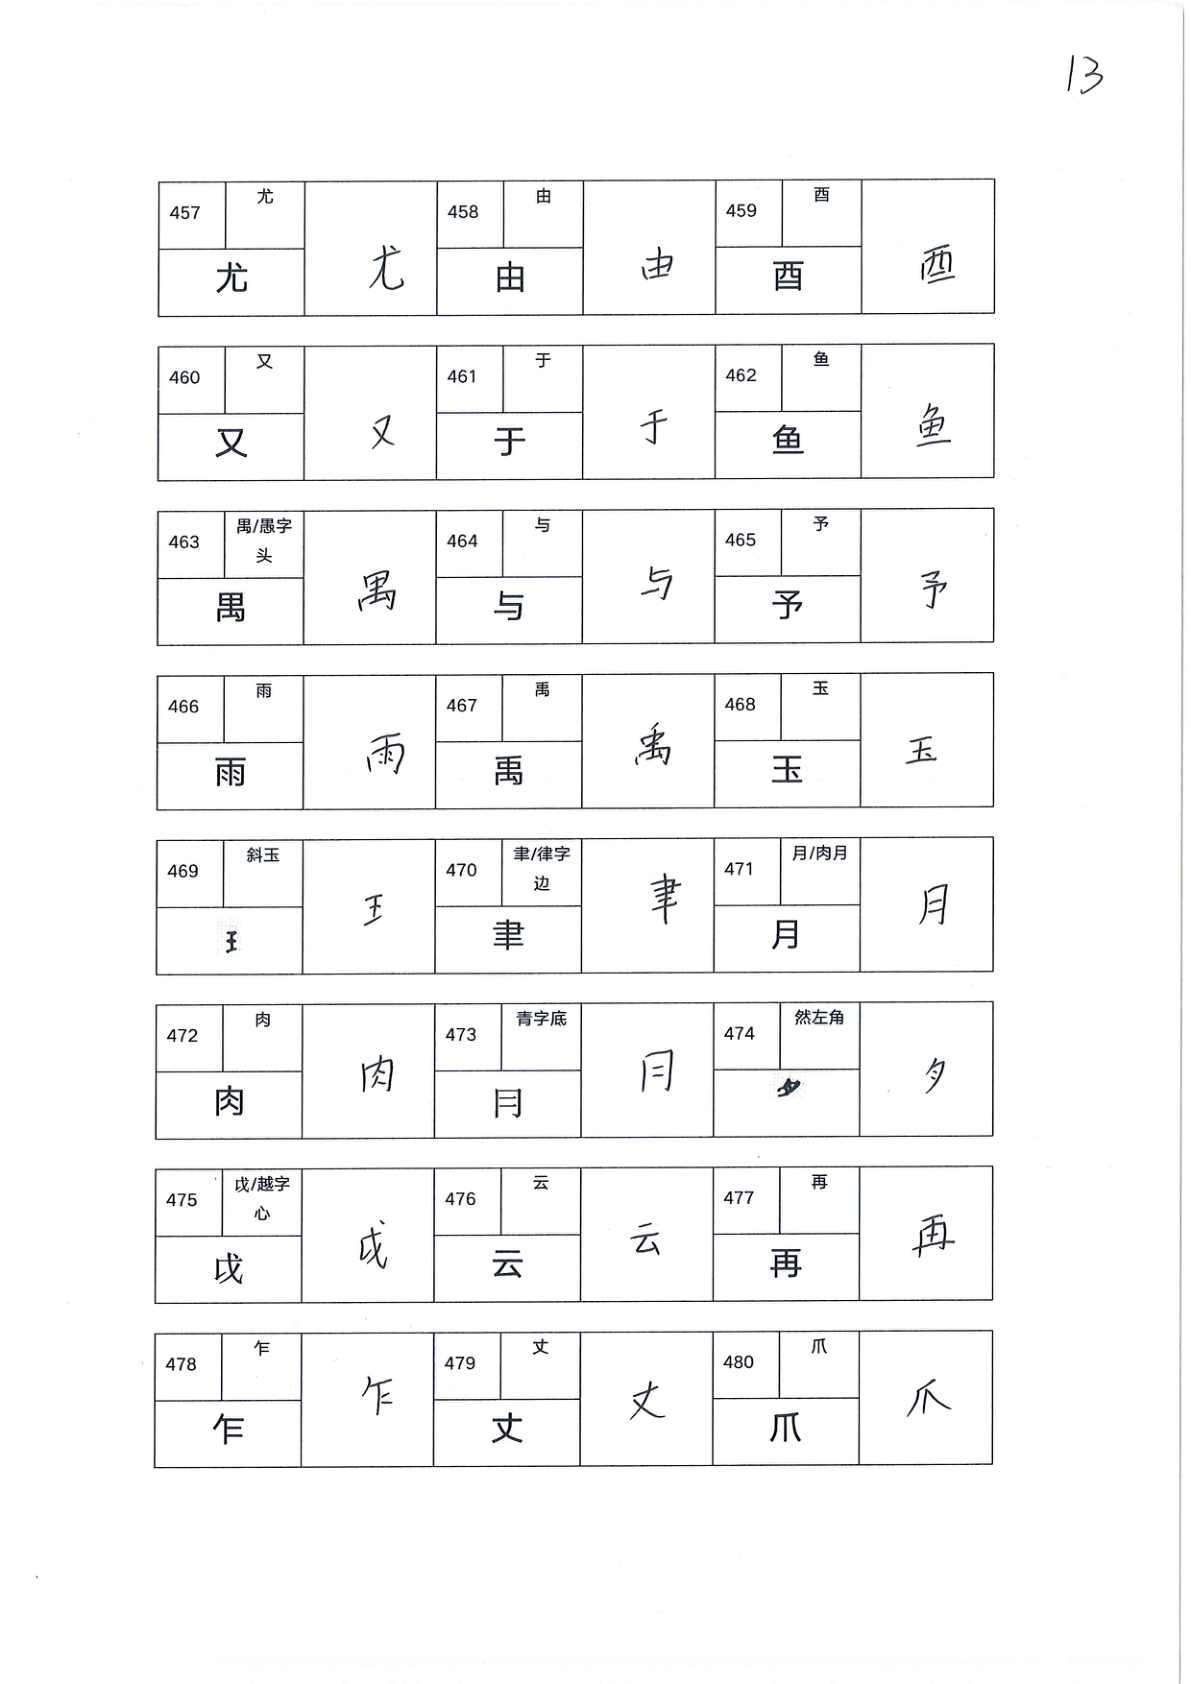 13
457 尤 尤 尤 458 由 由 由 459 酉 酉 酉
460 又 又 又 461 于 于 于 462 鱼 鱼 鱼
463 禺/愚字头 禺 禺 464 与 与 与 465 予 予 予
466 雨 雨 雨 467 禹 禹 禹 468 玉 玉 玉
469 斜玉 𤣩 王 470 聿/律字边 聿 聿 471 月/肉月 月 月
472 肉 肉 肉 473 青字底 ⺝ ⺝ 474 然左角
475 戉/越字心 戉 戉 476 云 云 云 477 再 再 再
478 乍 乍 乍 479 丈 丈 丈 480 爪 爪 爪